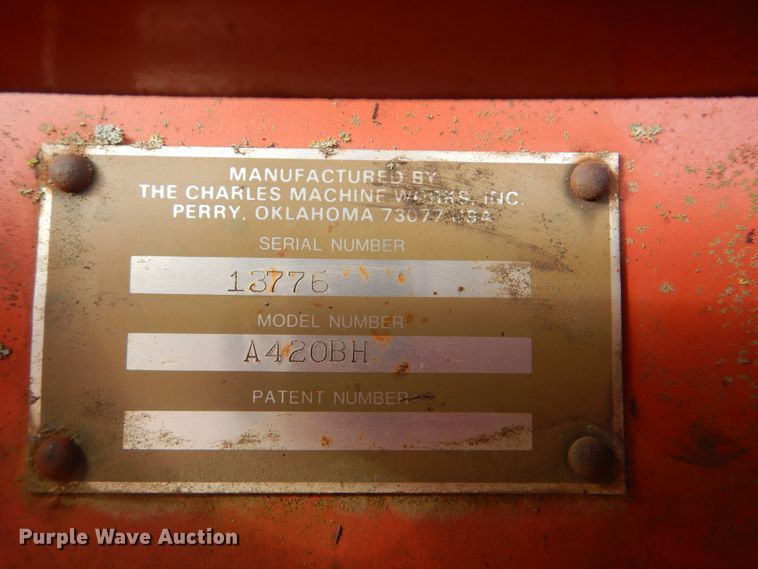 MANUFACTURED BY
THE CHARLES MACHINE WORKS, INC.
PERRY, OKLAHOMA 73077 USA
SERIAL NUMBER
13776
MODEL NUMBER
A420BH
PATENT NUMBER
Purple Wave Auction®